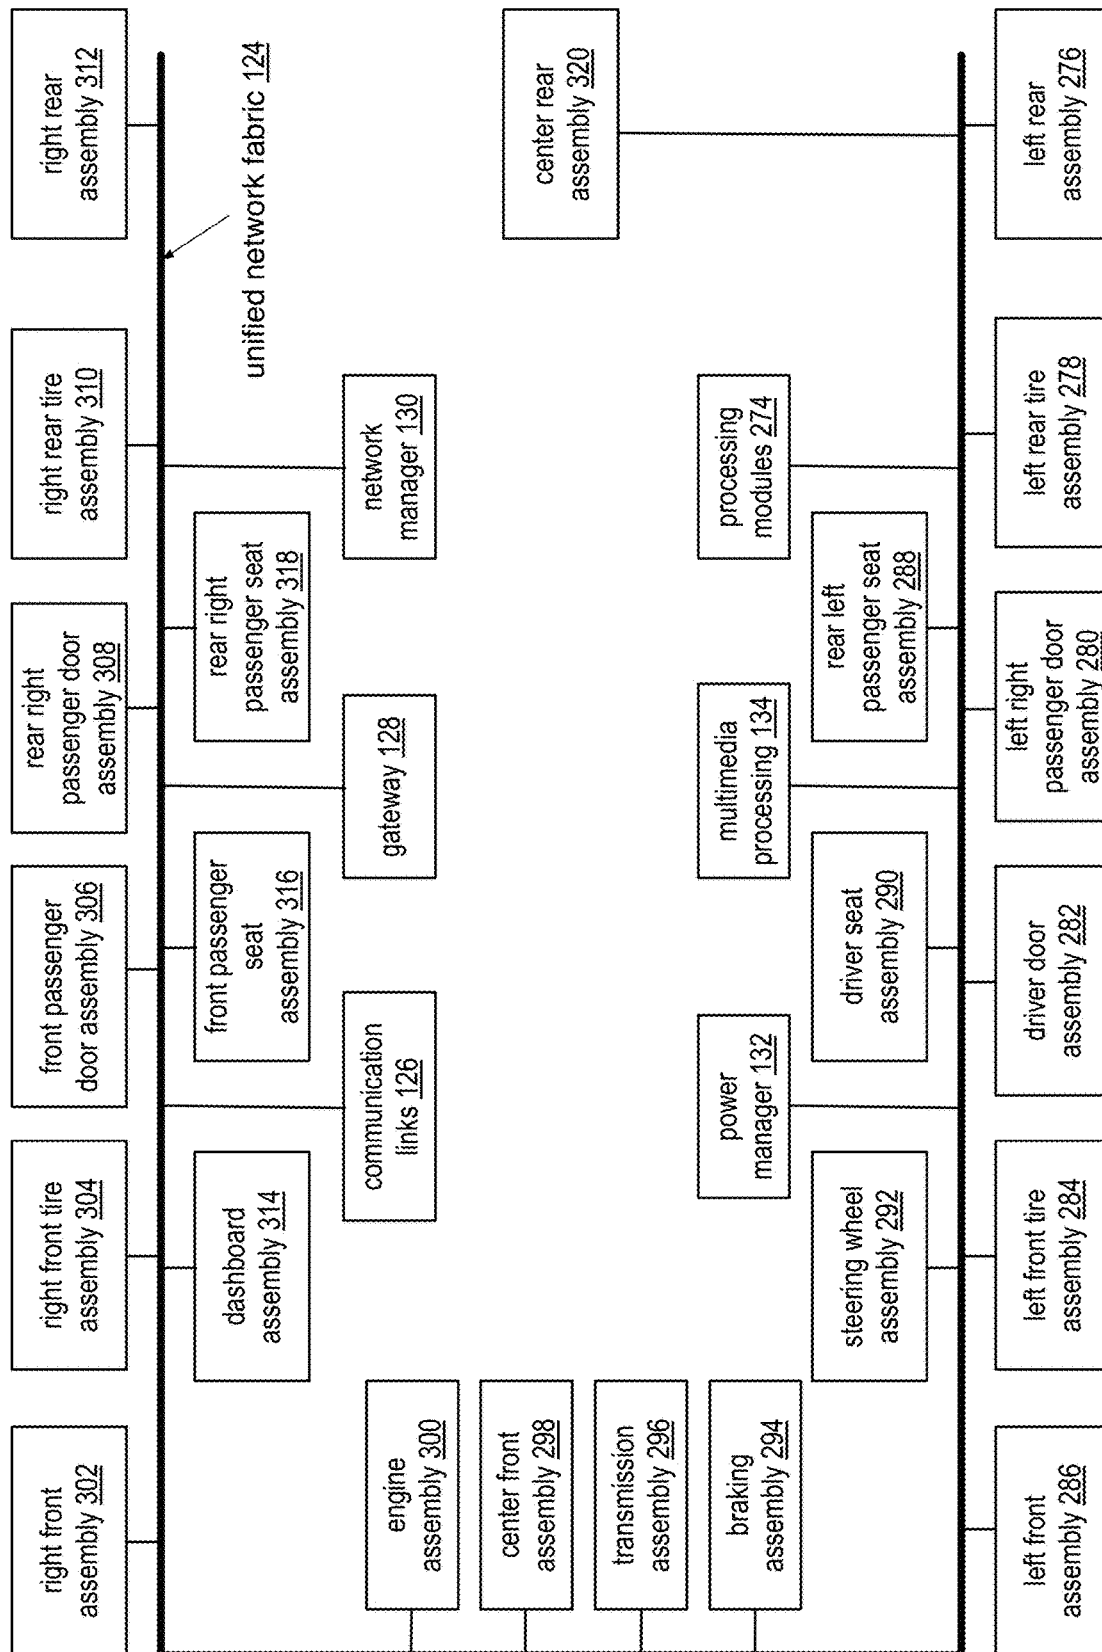 right front
assembly 302
right front tire
assembly 304
front passenger
door assembly 306
rear right
passenger door
assembly 308
right rear tire
assembly 310
right rear
assembly 312
unified network fabric 124
dashboard
assembly 314
front passenger
seat
assembly 316
rear right
passenger seat
assembly 318
communication
links 126
gateway 128
network
manager 130
engine
assembly 300
center front
assembly 298
transmission
assembly 296
braking
assembly 294
center rear
assembly 320
power
manager 132
multimedia
processing 134
processing
modules 274
steering wheel
assembly 292
driver seat
assembly 290
rear left
passenger seat
assembly 288
left front
assembly 286
left front tire
assembly 284
driver door
assembly 282
left right
passenger door
assembly 280
left rear tire
assembly 278
left rear
assembly 276